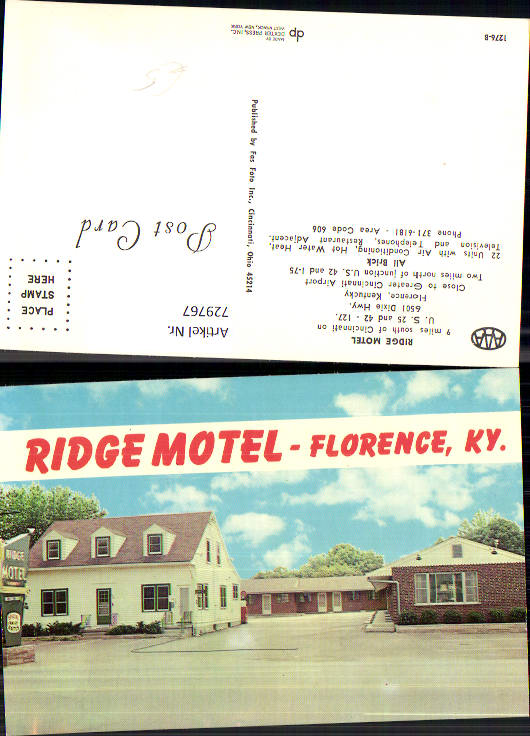 RIDGE MOTEL
9 miles south of Cincinnati on
U. S. 25 and 42 - 127.
6501 Dixie Hwy.
Florence, Kentucky
Close to Greater Cincinnati Airport
Two miles north of junction U.S. 42 and I-75
All Brick
22 Units with Air Conditioning, Hot Water Heat,
Television and Telephones, Restaurant Adjacent.
Phone 371-6181 - Area Code 606
AAA
1276-B
Published by Fas Foto Inc., Cincinnati, Ohio 45214
dp
MADE BY
DEXTER PRESS, INC.
WEST NYACK, NEW YORK
Post Card
PLACE
STAMP
HERE
Artikel Nr.
729767
RIDGE MOTEL - FLORENCE, KY.
RIDGE
MOTEL